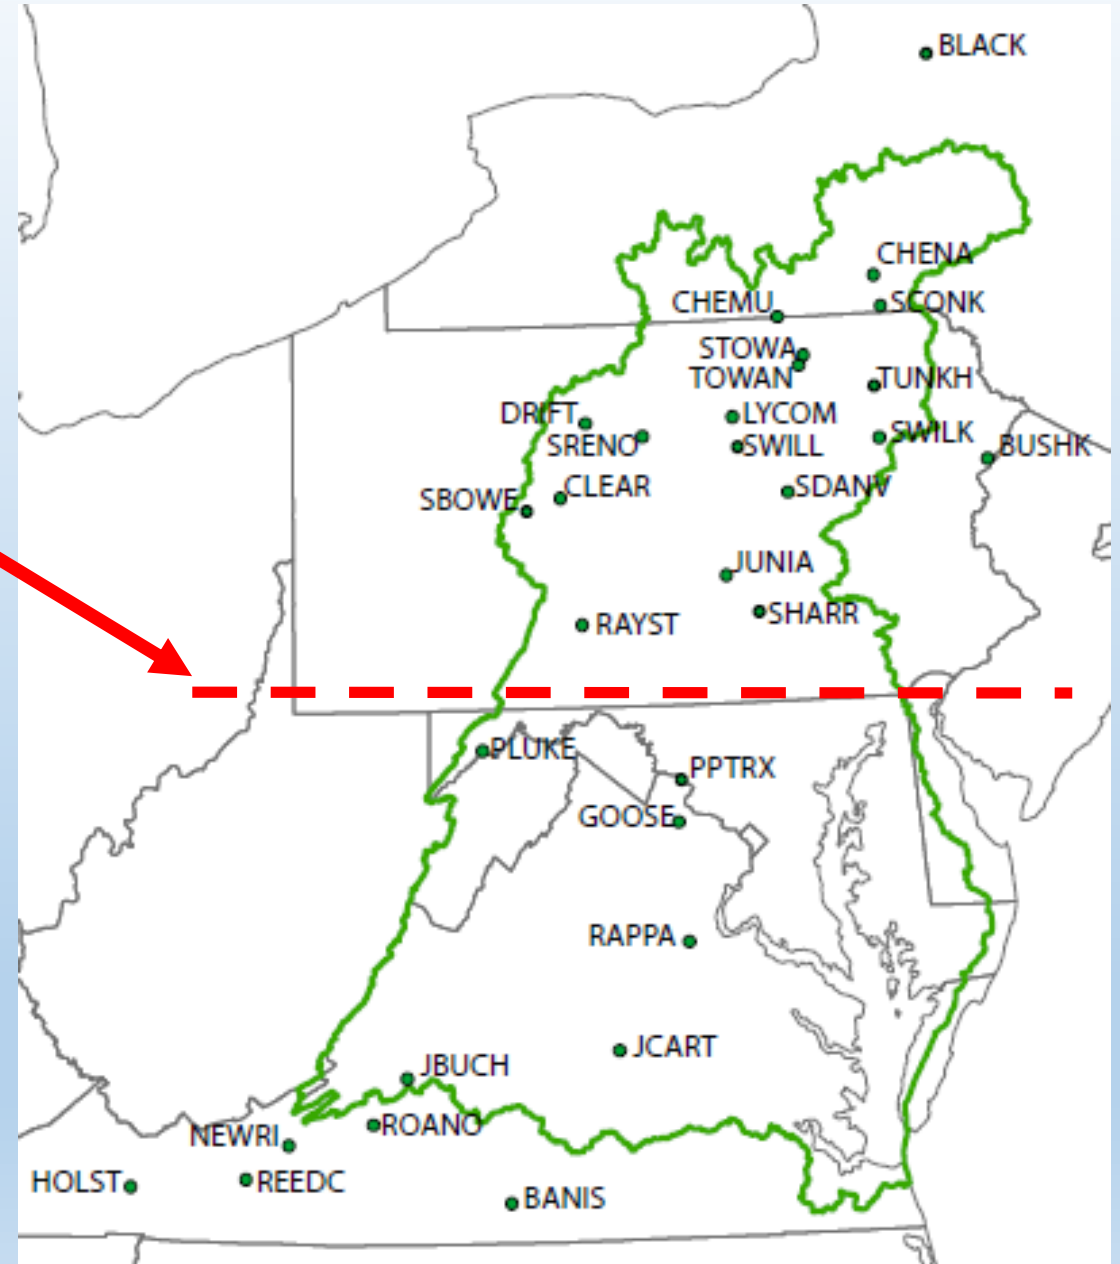 BLACK
CHENA
CHEMU
SCONK
STOWA
TOWAN
TUNKH
DRIFT
LYCOM
SRENO
SWILL
SWILK
BUSHK
SBOWE
CLEAR
SDANV
JUNIA
RAYST
SHARR
PLUKE
PPTRX
GOOSE
RAPPA
JCART
JBUCH
NEWRI
ROANO
HOLST
REEDC
BANIS